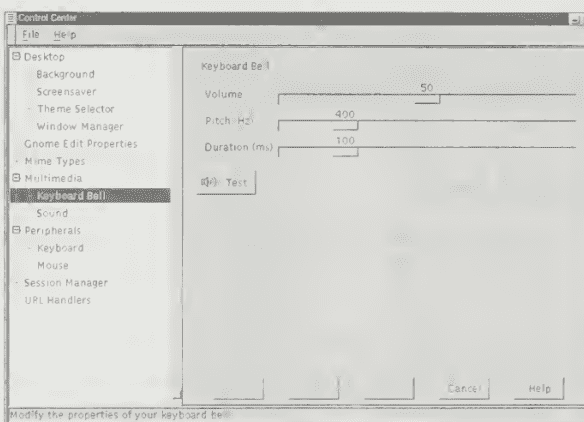 Control Center
File Help
Desktop
Background
Screensaver
Theme Selector
Window Manager
Gnome Edit Properties
Mime Types
Multimedia
Keyboard Bell
Sound
Peripherals
Keyboard
Mouse
Session Manager
URL Handlers
Keyboard Bell
Volume 50
Pitch (Hz) 400
Duration (ms) 100
Test
Cancel Help
Modify the properties of your keyboard be